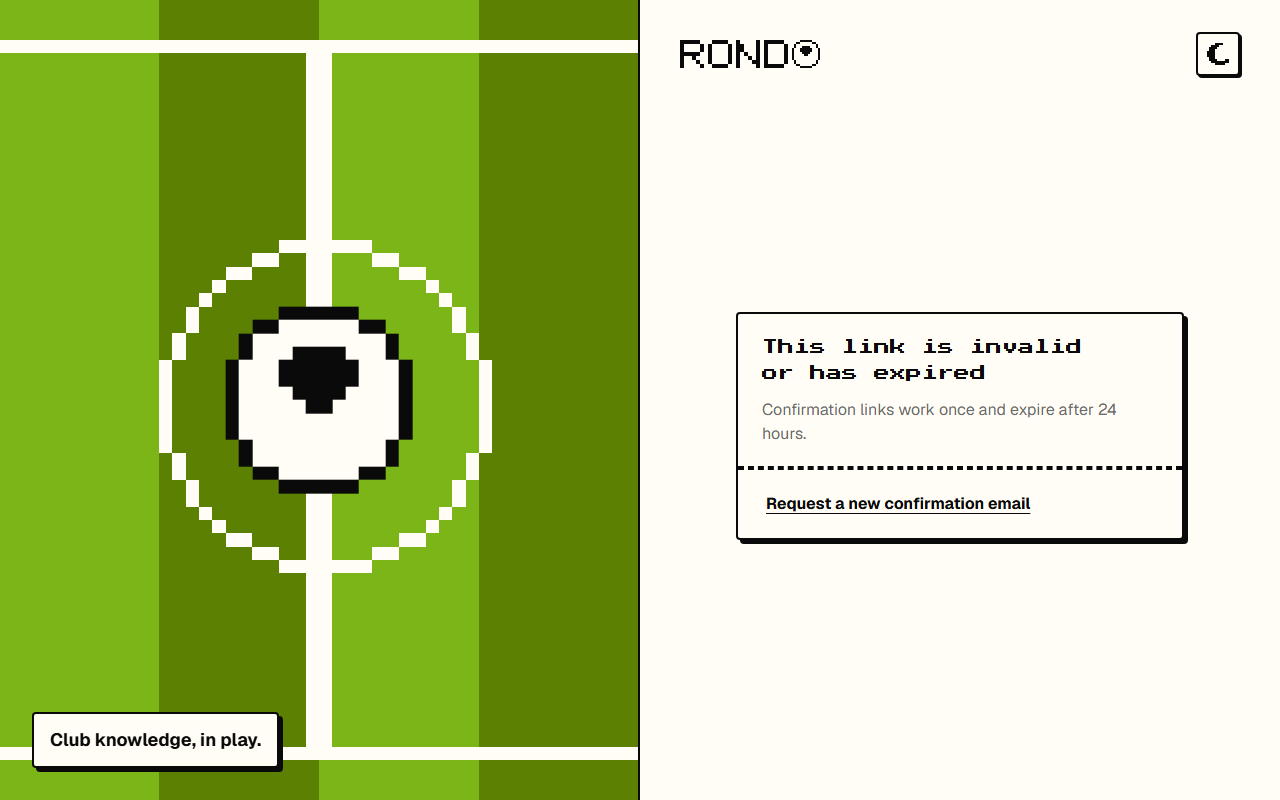 ROND
Club knowledge, in play.
This link is invalid
or has expired
Confirmation links work once and expire after 24
hours.
Request a new confirmation email